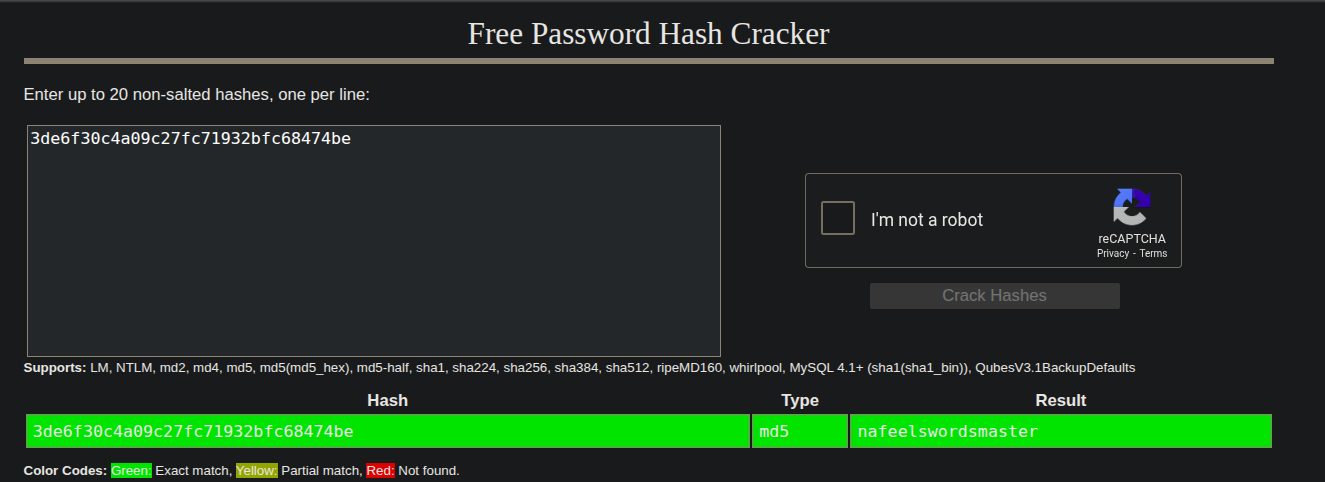 Free Password Hash Cracker
Enter up to 20 non-salted hashes, one per line:
3de6f30c4a09c27fc71932bfc68474be
I'm not a robot
reCAPTCHA
Privacy - Terms
Crack Hashes
Supports: LM, NTLM, md2, md4, md5, md5(md5_hex), md5-half, sha1, sha224, sha256, sha384, sha512, ripeMD160, whirlpool, MySQL 4.1+ (sha1(sha1_bin)), QubesV3.1BackupDefaults
Hash Type Result
3de6f30c4a09c27fc71932bfc68474be md5 nafeelswordsmaster
Color Codes: Green: Exact match, Yellow: Partial match, Red: Not found.